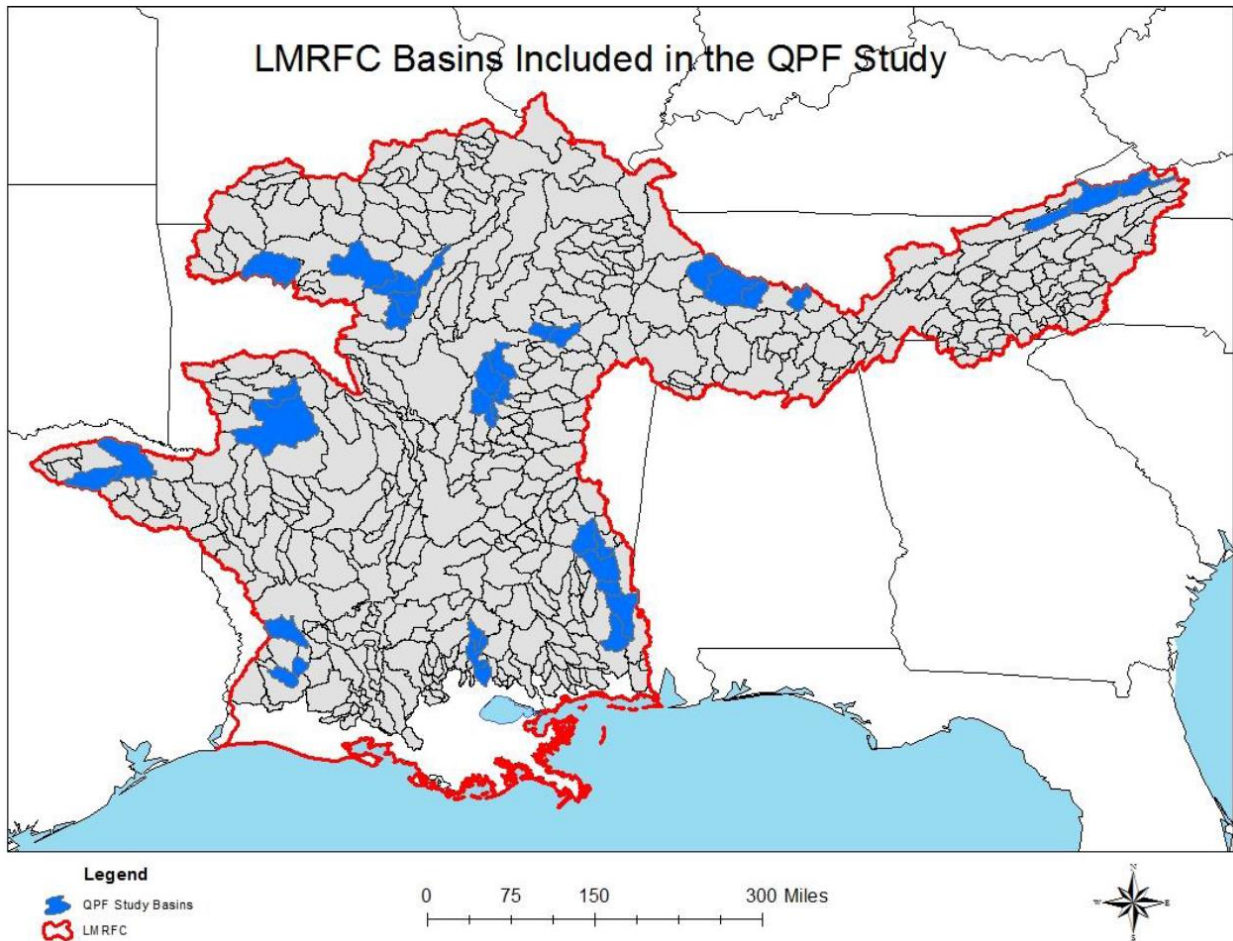 LMRFC Basins Included in the QPF Study
Legend
QPF Study Basins
LMRFC
0 75 150 300 Miles
N
W E
S